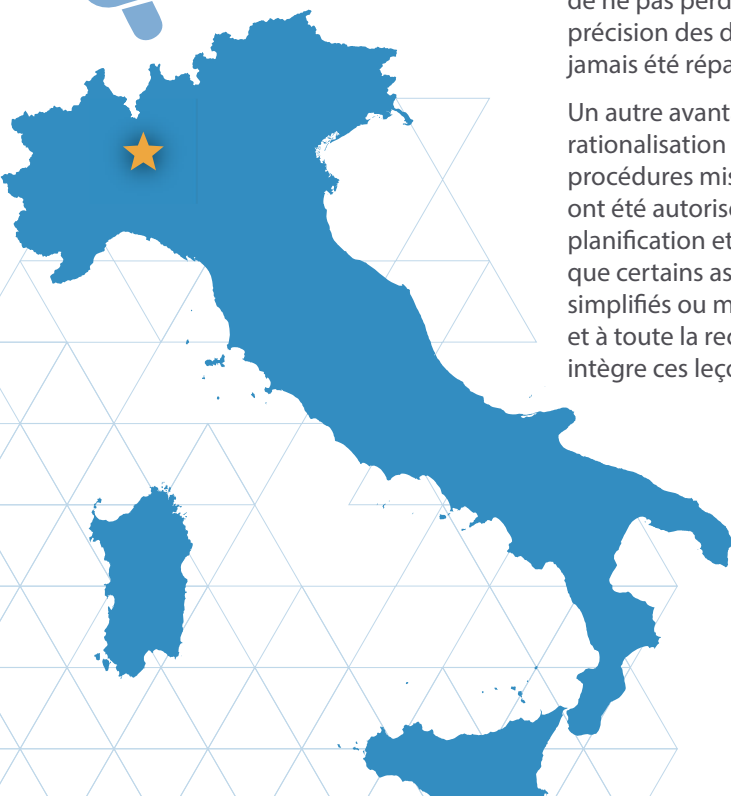 de ne pas perd
précision des d
jamais été répa
Un autre avant
rationalisation
procédures mis
ont été autoris
planification et
que certains as
simplifiés ou m
et à toute la rec
intègre ces leço